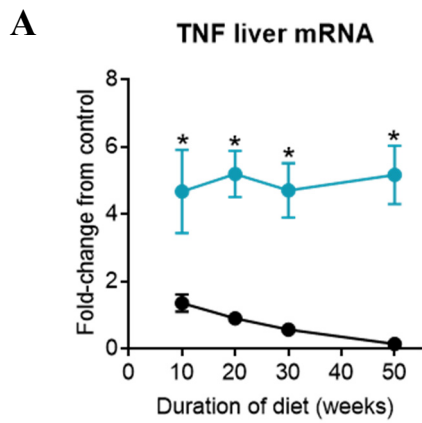 A
TNF liver mRNA
Fold-change from control
8
6
4
2
0
* * * *
0 10 20 30 40 50
Duration of diet (weeks)